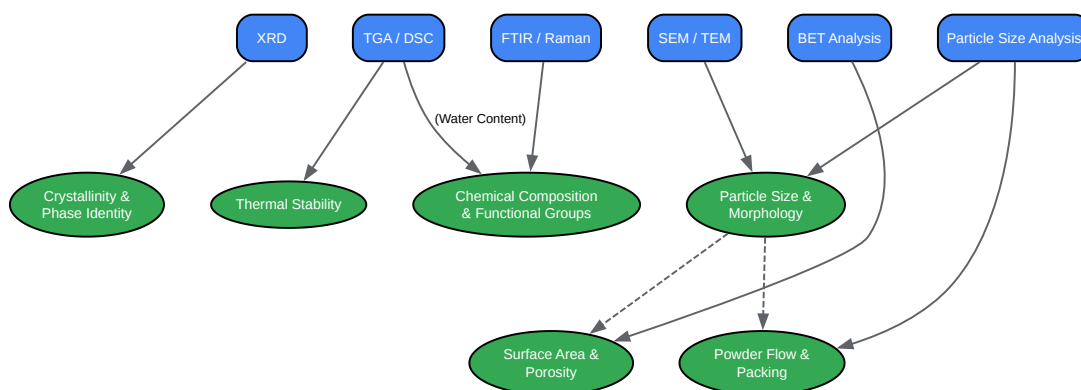 XRD
TGA / DSC
FTIR / Raman
SEM / TEM
BET Analysis
Particle Size Analysis
(Water Content)
Crystallinity &
Phase Identity
Thermal Stability
Chemical Composition
& Functional Groups
Particle Size &
Morphology
Surface Area &
Porosity
Powder Flow &
Packing